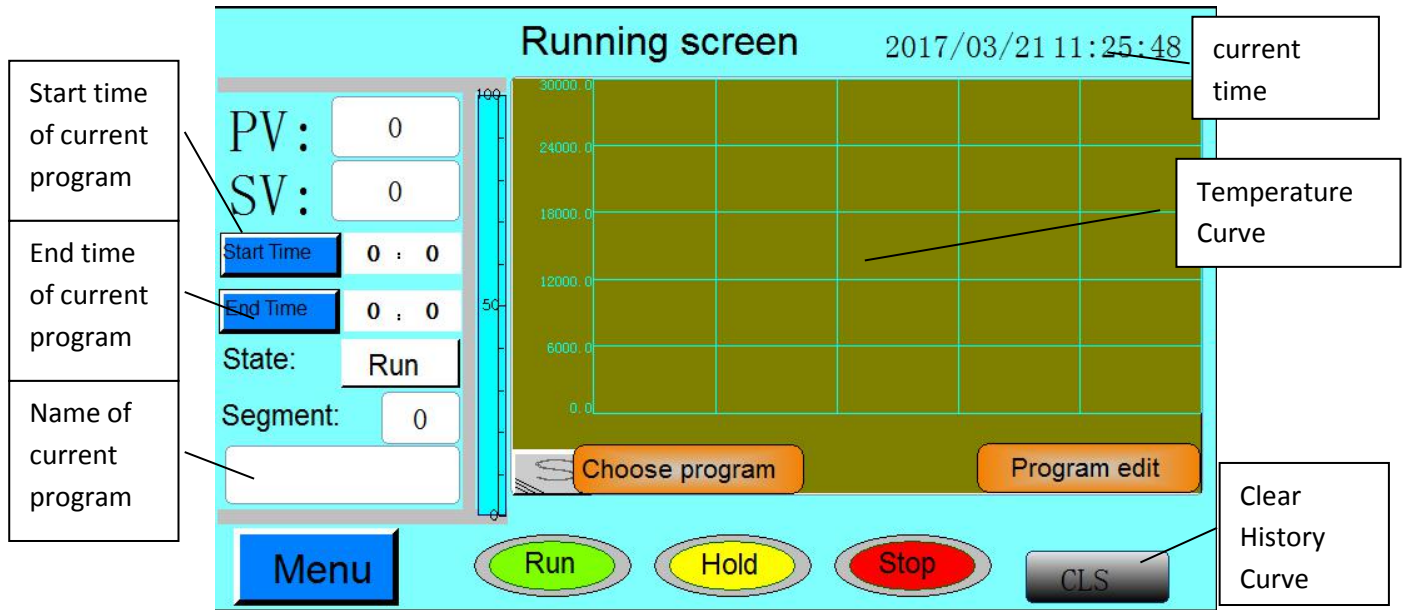 Running screen
2017/03/21 11:25:48
current
time
Start time
of current
program
End time
of current
program
Name of
current
program
PV:
0
SV:
0
Start Time
0 : 0
End Time
0 : 0
State:
Run
Segment:
0
100
50
0
30000.0
24000.0
18000.0
12000.0
6000.0
0.0
Temperature
Curve
S
Choose program
Program edit
Menu
Run
Hold
Stop
CLS
Clear
History
Curve